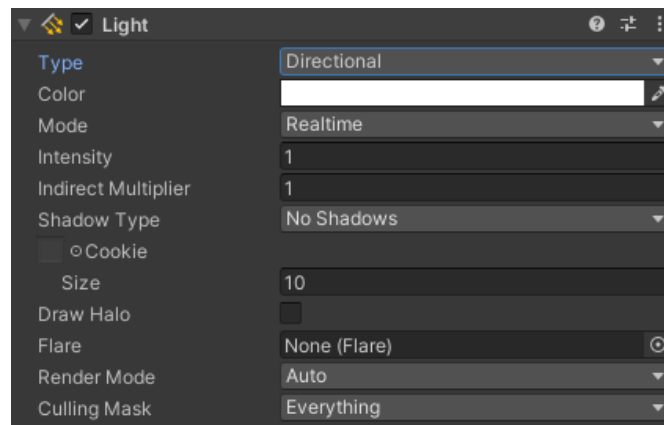 Light
Type Directional
Color
Mode Realtime
Intensity 1
Indirect Multiplier 1
Shadow Type No Shadows
Cookie
Size 10
Draw Halo
Flare None (Flare)
Render Mode Auto
Culling Mask Everything